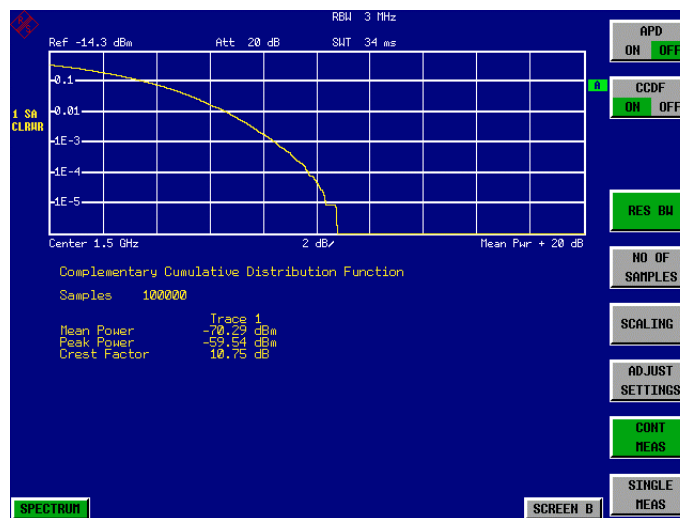 RBW 3 MHz
Ref -14.3 dBm Att 20 dB SWT 34 ms
0.1
0.01
1E-3
1E-4
1E-5
1 SA
CLRWR
A
Center 1.5 GHz 2 dB/ Mean Pwr + 20 dB
Complementary Cumulative Distribution Function
Samples 100000
Trace 1
Mean Power -70.29 dBm
Peak Power -59.54 dBm
Crest Factor 10.75 dB
APD
ON OFF
CCDF
ON OFF
RES BW
NO OF
SAMPLES
SCALING
ADJUST
SETTINGS
CONT
MEAS
SINGLE
MEAS
SPECTRUM
SCREEN B